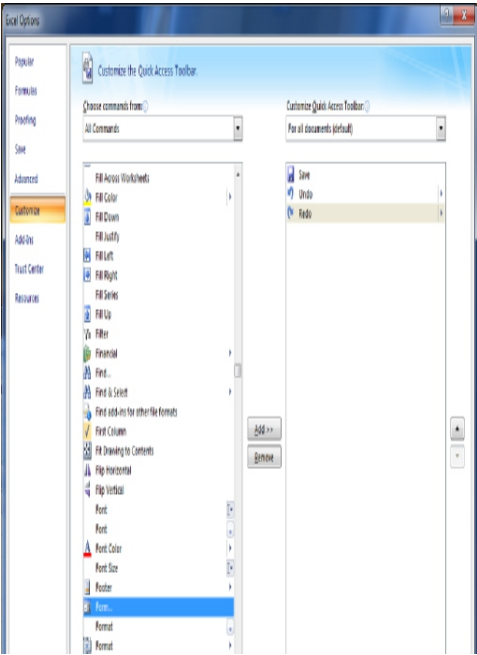 Excel Options
Popular
Formulas
Proofing
Save
Advanced
Customize
Add-Ins
Trust Center
Resources
Customize the Quick Access Toolbar.
Choose commands from:
All Commands
Fill Across Worksheets
Fill Color
Fill Down
Fill Justify
Fill Left
Fill Right
Fill Series
Fill Up
Filter
Financial
Find...
Find & Select
Find add-ins for other file formats
First Column
Fit Drawing to Contents
Flip Horizontal
Flip Vertical
Font
Font
Font Color
Font Size
Footer
Form...
Format
Format
Add >>
Remove
Customize Quick Access Toolbar:
For all documents (default)
Save
Undo
Redo